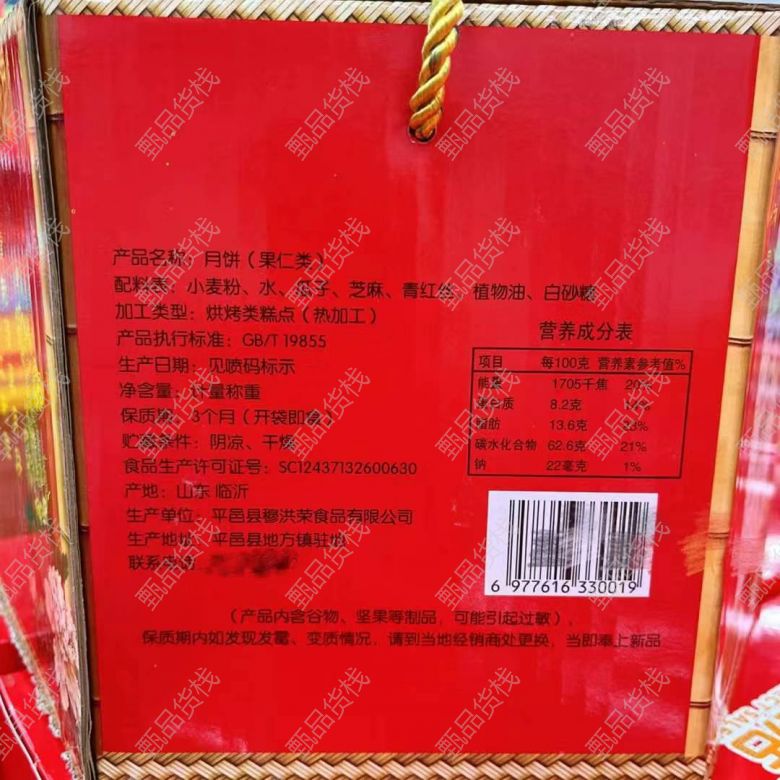 产品名称：月饼（果仁类）
配料表：小麦粉、水、瓜子、芝麻、青红丝、植物油、白砂糖
加工类型：烘烤类糕点（热加工）
产品执行标准：GB/T 19855
生产日期：见喷码标示
净含量：计量称重
保质期：3个月（开袋即食）
贮藏条件：阴凉、干燥
食品生产许可证号：SC12437132600630
产地：山东 临沂
生产单位：平邑县穆洪荣食品有限公司
生产地址：平邑县地方镇驻地
联系电话
营养成分表
项目 每100克 营养素参考值%
能量 1705千焦 20%
蛋白质 8.2克 14%
脂肪 13.6克 23%
碳水化合物 62.6克 21%
钠 22毫克 1%
6 977616 330019
（产品内含谷物、坚果等制品，可能引起过敏），
保质期内如发现发霉、变质情况，请到当地经销商处更换，当即奉上新品
甄品货栈